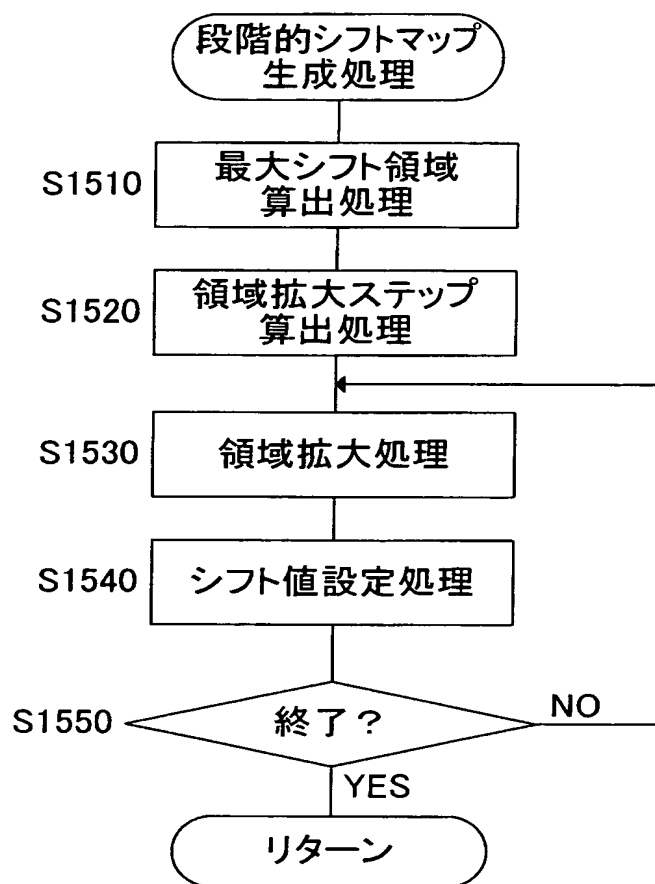 段階的シフトマップ
生成処理
S1510
最大シフト領域
算出処理
S1520
領域拡大ステップ
算出処理
S1530
領域拡大処理
S1540
シフト値設定処理
S1550
終了？
NO
YES
リターン